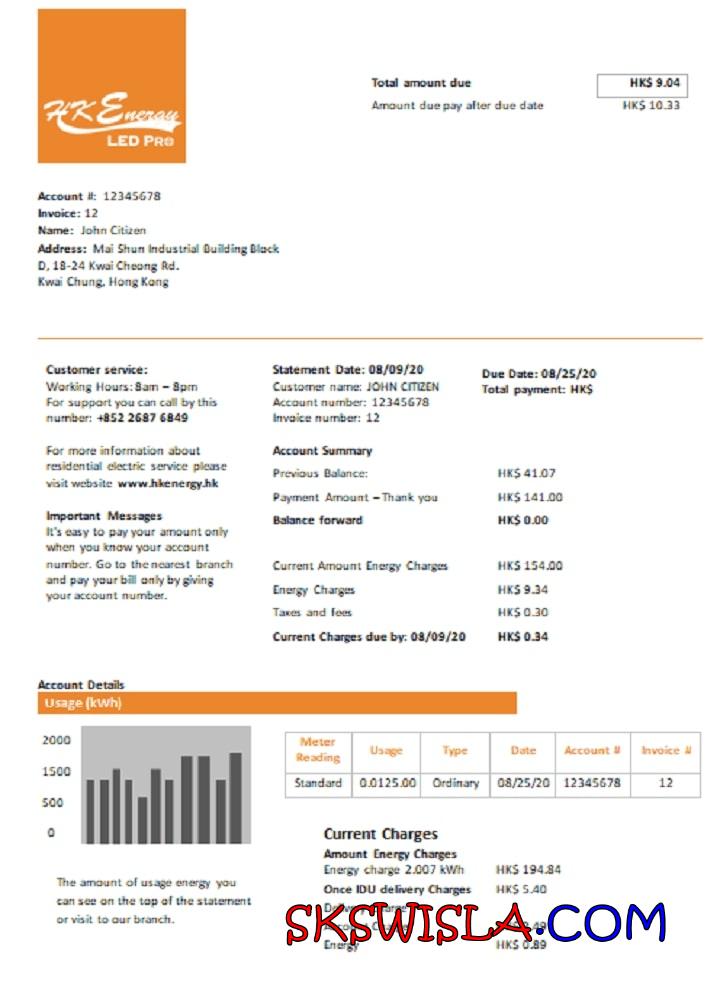 HK Energy
LED PRO
Total amount due HK$ 9.04
Amount due pay after due date HK$ 10.33
Account #: 12345678
Invoice: 12
Name: John Citizen
Address: Mai Shun Industrial Building Block
D, 18-24 Kwai Cheong Rd.
Kwai Chung, Hong Kong
Customer service:
Working Hours: 8am – 8pm
For support you can call by this
number: +852 2687 6849
For more information about
residential electric service please
visit website www.hkenergy.hk
Important Messages
It's easy to pay your amount only
when you know your account
number. Go to the nearest branch
and pay your bill only by giving
your account number.
Statement Date: 08/09/20
Customer name: JOHN CITIZEN
Account number: 12345678
Invoice number: 12
Due Date: 08/25/20
Total payment: HK$
Account Summary
Previous Balance: HK$ 41.07
Payment Amount – Thank you HK$ 141.00
Balance forward HK$ 0.00
Current Amount Energy Charges HK$ 154.00
Energy Charges HK$ 9.34
Taxes and fees HK$ 0.30
Current Charges due by: 08/09/20 HK$ 0.34
Account Details
Usage (kWh)
2000
1500
500
0
The amount of usage energy you
can see on the top of the statement
or visit to our branch.
Meter Reading Usage Type Date Account # Invoice #
Standard 0.0125.00 Ordinary 08/25/20 12345678 12
Current Charges
Amount Energy Charges
Energy charge 2.007 kWh HK$ 194.84
Once IDU delivery Charges HK$ 5.40
SKSWISLA.COM
Energy HK$ 0.89